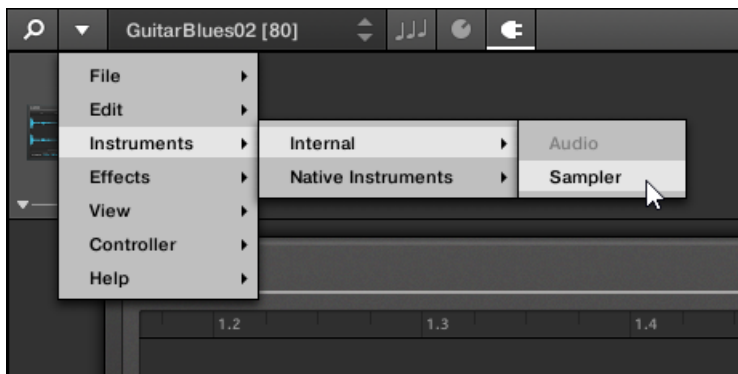 GuitarBlues02 [80]
File
Edit
Instruments
Internal
Audio
Effects
Native Instruments
Sampler
View
Controller
Help
1.2
1.3
1.4